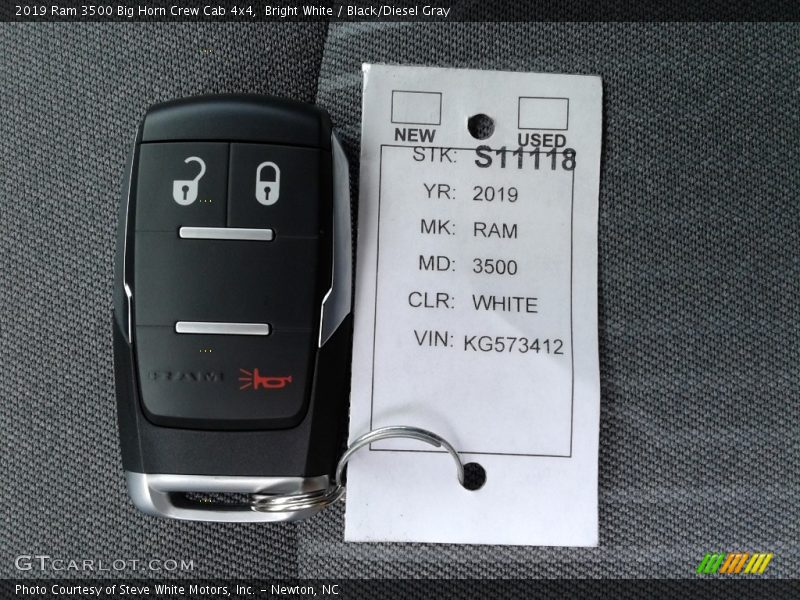 2019 Ram 3500 Big Horn Crew Cab 4x4,  Bright White / Black/Diesel Gray
NEW USED
STK: S11118
YR: 2019
MK: RAM
MD: 3500
CLR: WHITE
VIN: KG573412
RAM
GTCARLOT.COM
Photo Courtesy of Steve White Motors, Inc. – Newton, NC